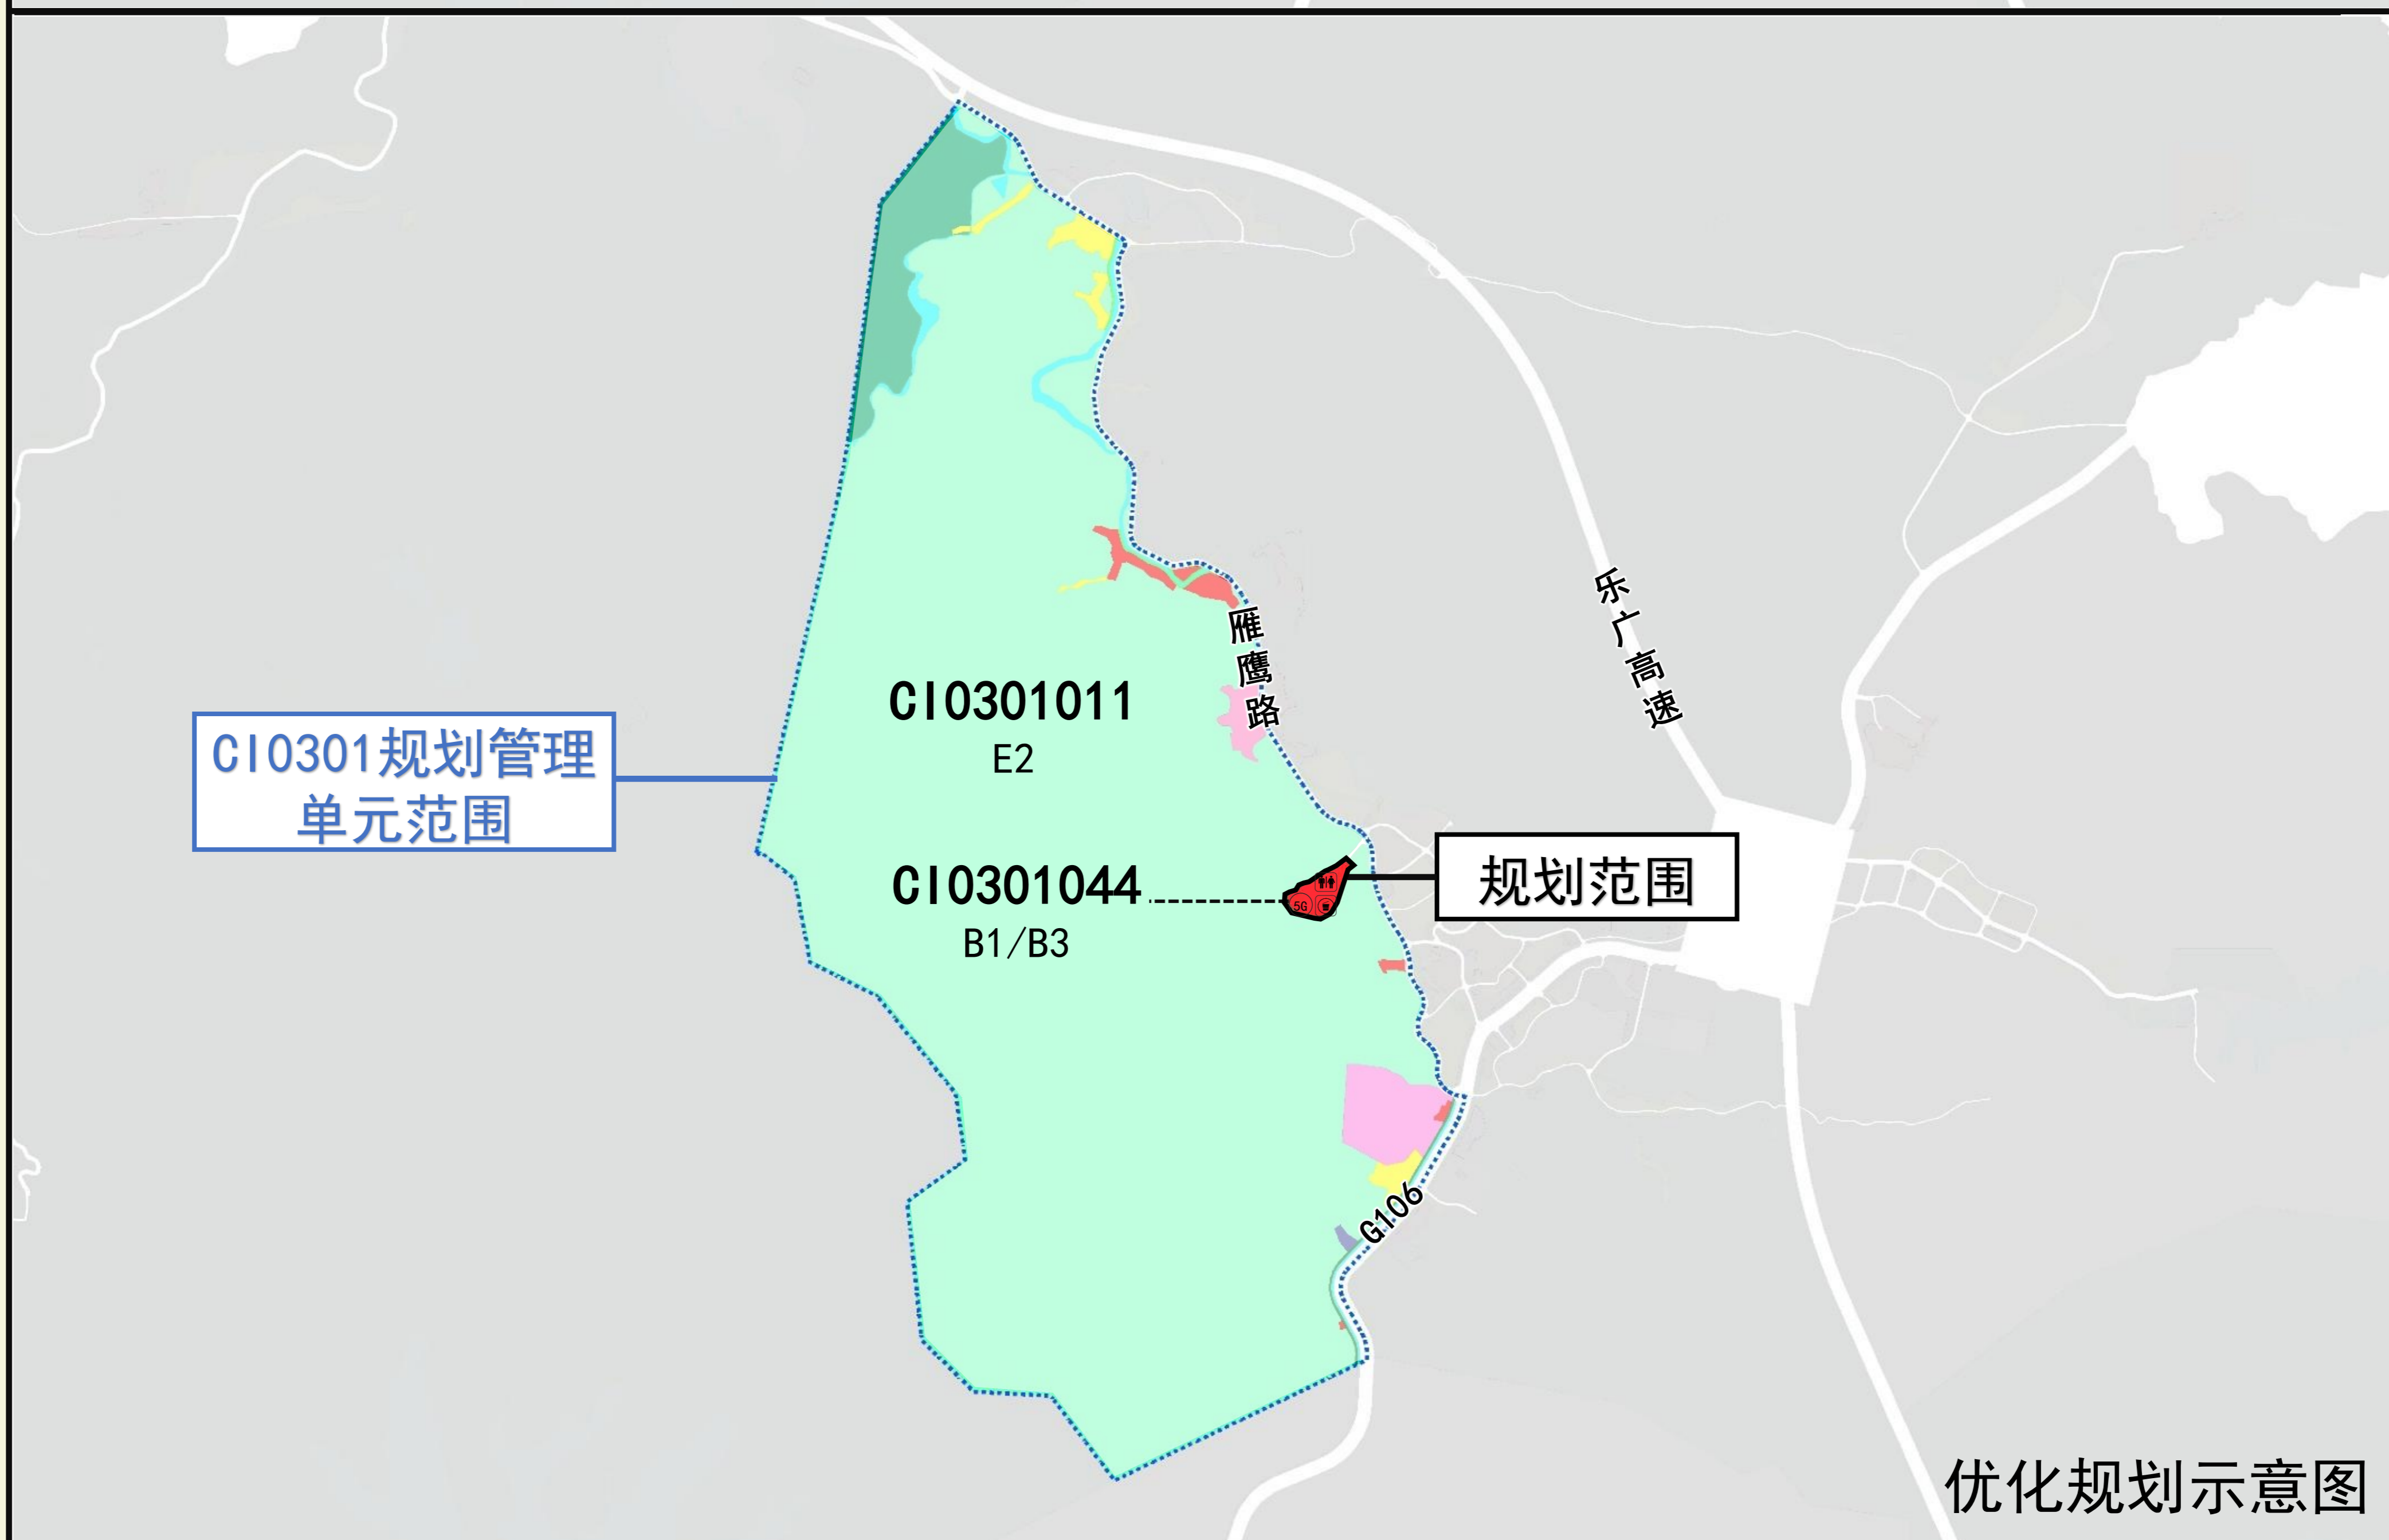 雁鹰路
乐广高速
CI0301011
E2
CI0301规划管理
单元范围
CI0301044
B1/B3
5G
规划范围
G106
优化规划示意图